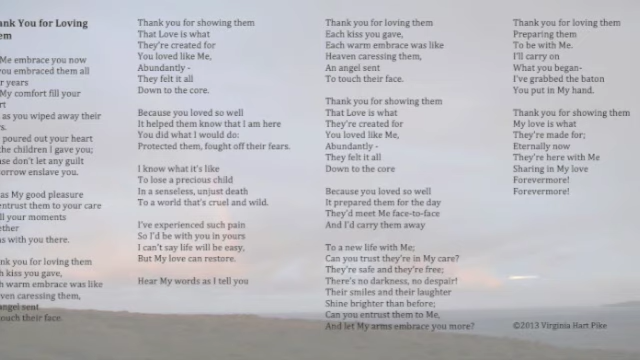 ank You for Loving
em
Me embrace you now
ou embraced them all
r years
My comfort fill your
rt
as you wiped away their
rs.
poured out your heart
the children I gave you;
se don't let any guilt
orrow enslave you.
as My good pleasure
entrust them to your care
ll your moments
ether
as with you there.
nk you for loving them
h kiss you gave,
h warm embrace was like
ven caressing them,
angel sent
touch their face.
Thank you for showing them
That Love is what
They're created for
You loved like Me,
Abundantly -
They felt it all
Down to the core.
Because you loved so well
It helped them know that I am here
You did what I would do:
Protected them, fought off their fears.
I know what it's like
To lose a precious child
In a senseless, unjust death
To a world that's cruel and wild.
I've experienced such pain
So I'd be with you in yours
I can't say life will be easy,
But My love can restore.
Hear My words as I tell you
Thank you for loving them
Each kiss you gave,
Each warm embrace was like
Heaven caressing them,
An angel sent
To touch their face.
Thank you for showing them
That Love is what
They're created for
You loved like Me,
Abundantly -
They felt it all
Down to the core
Because you loved so well
It prepared them for the day
They'd meet Me face-to-face
And I'd carry them away
To a new life with Me;
Can you trust they're in My care?
They're safe and they're free;
There's no darkness, no despair!
Their smiles and their laughter
Shine brighter than before;
Can you entrust them to Me,
And let My arms embrace you more?
Thank you for loving
Preparing them
To be with Me.
I'll carry on
What you began-
I've grabbed the baton
You put in My hand.
Thank you for showing them
My love is what
They're made for;
Eternally now
They're here with Me
Sharing in My love
Forevermore!
Forevermore!
©2013 Virginia Hart Pike